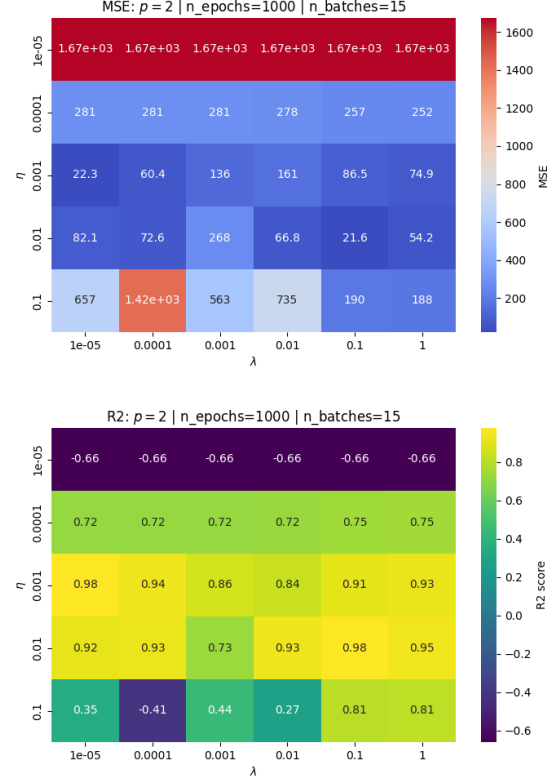 MSE: p = 2 | n_epochs=1000 | n_batches=15
1e-05 1.67e+03 1.67e+03 1.67e+03 1.67e+03 1.67e+03 1.67e+03
0.0001 281 281 281 278 257 252
0.001 22.3 60.4 136 161 86.5 74.9
0.01 82.1 72.6 268 66.8 21.6 54.2
0.1 657 1.42e+03 563 735 190 188
1e-05 0.0001 0.001 0.01 0.1 1
λ
η
1600
1400
1200
1000
800
600
400
200
MSE
R2: p = 2 | n_epochs=1000 | n_batches=15
1e-05 -0.66 -0.66 -0.66 -0.66 -0.66 -0.66
0.0001 0.72 0.72 0.72 0.72 0.75 0.75
0.001 0.98 0.94 0.86 0.84 0.91 0.93
0.01 0.92 0.93 0.73 0.93 0.98 0.95
0.1 0.35 -0.41 0.44 0.27 0.81 0.81
1e-05 0.0001 0.001 0.01 0.1 1
λ
η
0.8
0.6
0.4
0.2
0.0
−0.2
−0.4
−0.6
R2 score